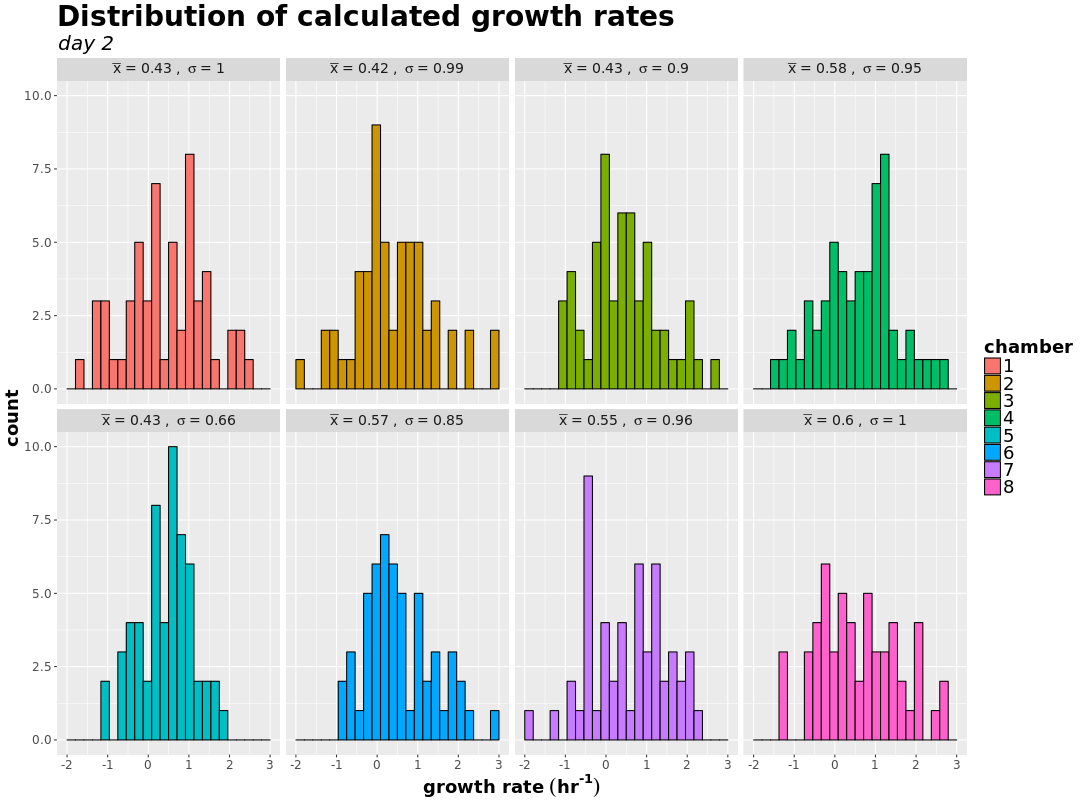 Distribution of calculated growth rates
day 2
x̅ = 0.43 , σ = 1
x̅ = 0.42 , σ = 0.99
x̅ = 0.43 , σ = 0.9
x̅ = 0.58 , σ = 0.95
10.0
7.5
5.0
2.5
0.0
x̅ = 0.43 , σ = 0.66
x̅ = 0.57 , σ = 0.85
x̅ = 0.55 , σ = 0.96
x̅ = 0.6 , σ = 1
10.0
7.5
5.0
2.5
0.0
-2 -1 0 1 2 3
-2 -1 0 1 2 3
-2 -1 0 1 2 3
-2 -1 0 1 2 3
count
growth rate (hr⁻¹)
chamber
1
2
3
4
5
6
7
8